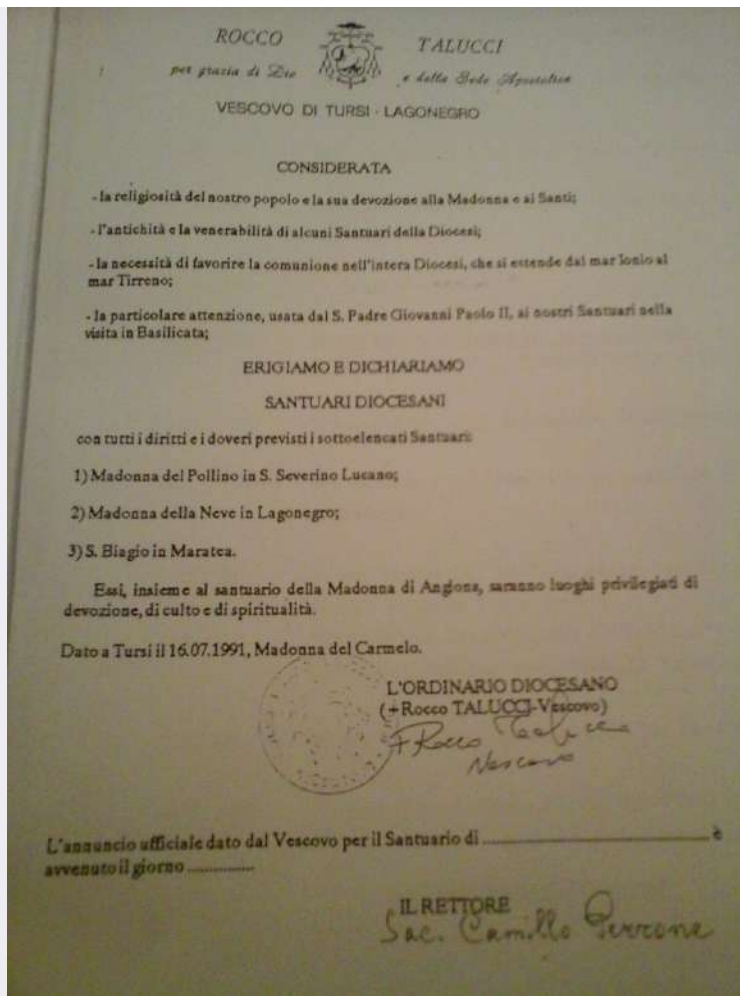 ROCCO TALUCCI
per grazia di Dio e della Sede Apostolica
VESCOVO DI TURSI - LAGONEGRO
CONSIDERATA
- la religiosità del nostro popolo e la sua devozione alla Madonna e ai Santi;
- l'antichità e la venerabilità di alcuni Santuari della Diocesi;
- la necessità di favorire la comunione nell'intera Diocesi, che si estende dal mar Ionio al
mar Tirreno;
- la particolare attenzione, usata dal S. Padre Giovanni Paolo II, ai nostri Santuari nella
visita in Basilicata;
ERIGIAMO E DICHIARIAMO
SANTUARI DIOCESANI
con tutti i diritti e i doveri previsti i sottoelencati Santuari:
1) Madonna del Pollino in S. Severino Lucano;
2) Madonna della Neve in Lagonegro;
3) S. Biagio in Maratea.
Essi, insieme al santuario della Madonna di Anglona, saranno luoghi privilegiati di
devozione, di culto e di spiritualità.
Dato a Tursi il 16.07.1991, Madonna del Carmelo.
L'ORDINARIO DIOCESANO
(+Rocco TALUCCI-Vescovo)
+ Rocco Talucci
Vescovo
L'annuncio ufficiale dato dal Vescovo per il Santuario di ........................................ è
avvenuto il giorno ..............
IL RETTORE
Sac. Camillo Perrone